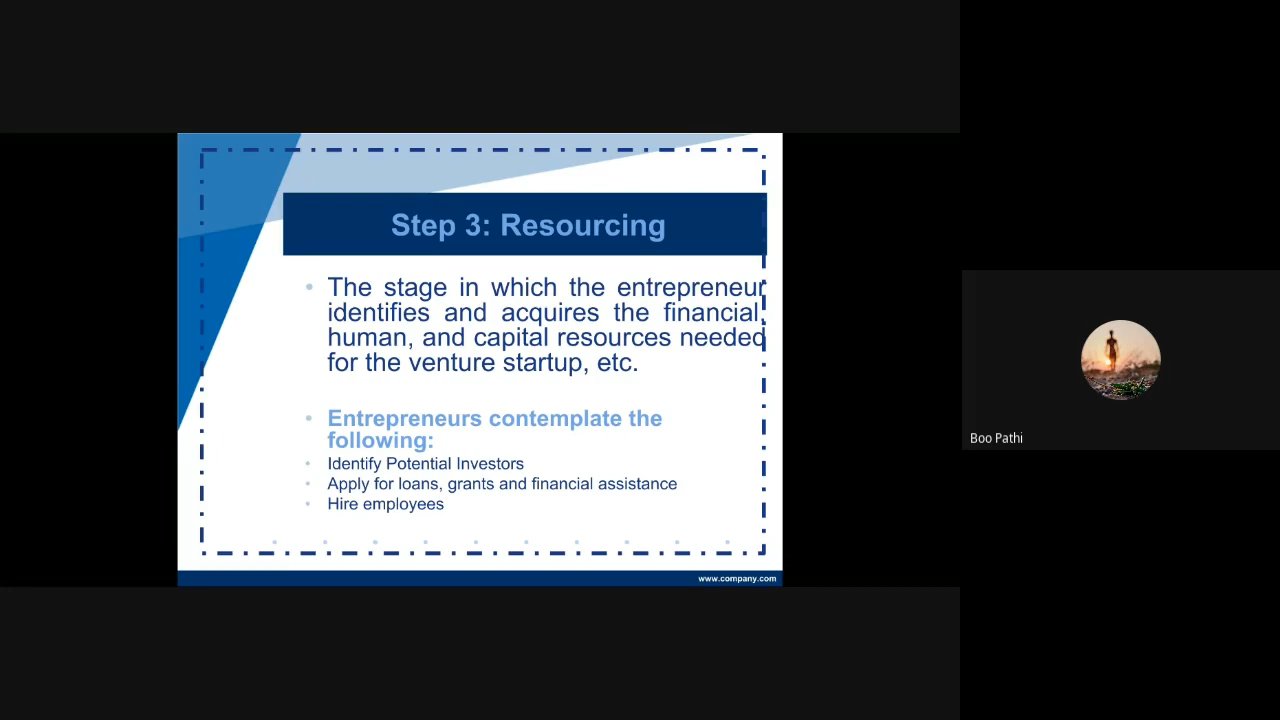 Step 3: Resourcing
The stage in which the entrepreneur
identifies and acquires the financial,
human, and capital resources needed
for the venture startup, etc.
Entrepreneurs contemplate the
following:
Identify Potential Investors
Apply for loans, grants and financial assistance
Hire employees
www.company.com
Boo Pathi